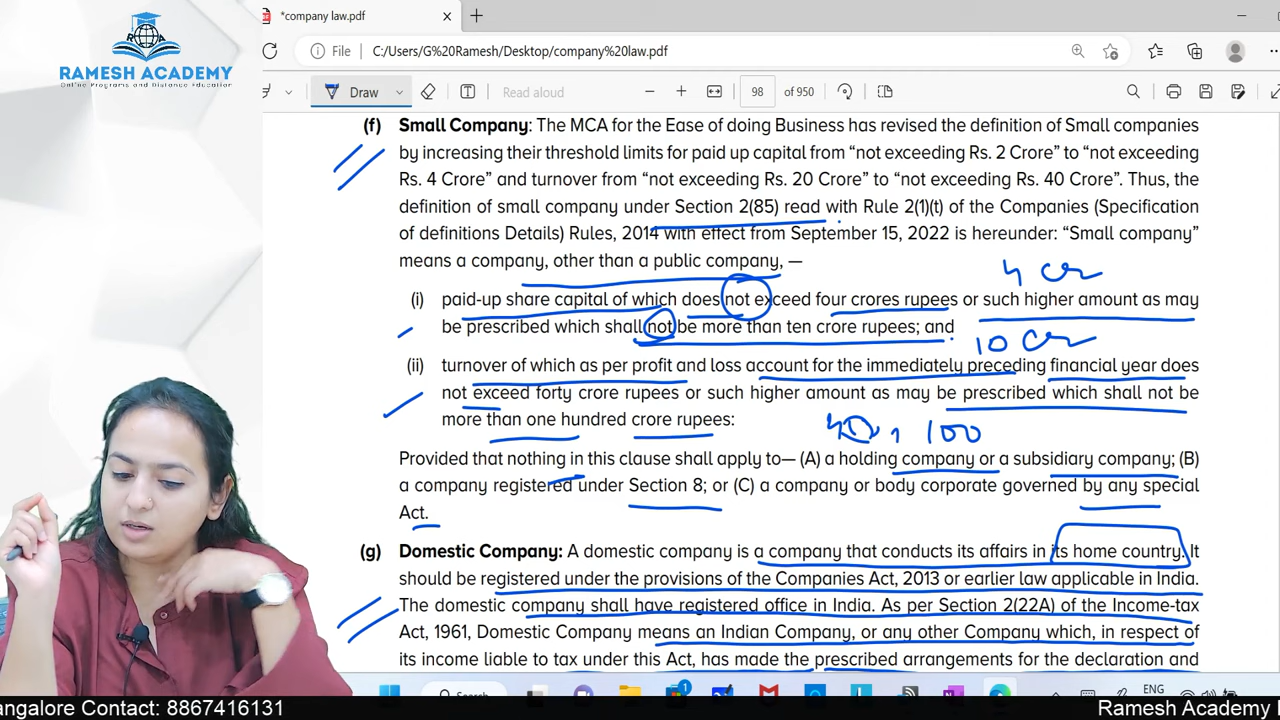 *company law.pdf
RAMESH ACADEMY
Online Programs and Distance Education
File C:/Users/G%20Ramesh/Desktop/company%20law.pdf
Draw Read aloud 98 of 950
(f) Small Company: The MCA for the Ease of doing Business has revised the definition of Small companies
by increasing their threshold limits for paid up capital from “not exceeding Rs. 2 Crore” to “not exceeding
Rs. 4 Crore” and turnover from “not exceeding Rs. 20 Crore” to “not exceeding Rs. 40 Crore”. Thus, the
definition of small company under Section 2(85) read with Rule 2(1)(t) of the Companies (Specification
of definitions Details) Rules, 2014 with effect from September 15, 2022 is hereunder: “Small company”
means a company, other than a public company, —
4 cr
(i) paid-up share capital of which does not exceed four crores rupees or such higher amount as may
be prescribed which shall not be more than ten crore rupees; and
10 cr
(ii) turnover of which as per profit and loss account for the immediately preceding financial year does
not exceed forty crore rupees or such higher amount as may be prescribed which shall not be
more than one hundred crore rupees:
40, 100
Provided that nothing in this clause shall apply to— (A) a holding company or a subsidiary company; (B)
a company registered under Section 8; or (C) a company or body corporate governed by any special
Act.
(g) Domestic Company: A domestic company is a company that conducts its affairs in its home country. It
should be registered under the provisions of the Companies Act, 2013 or earlier law applicable in India.
The domestic company shall have registered office in India. As per Section 2(22A) of the Income-tax
Act, 1961, Domestic Company means an Indian Company, or any other Company which, in respect of
its income liable to tax under this Act, has made the prescribed arrangements for the declaration and
ENG
angalore Contact: 8867416131 Ramesh Academy